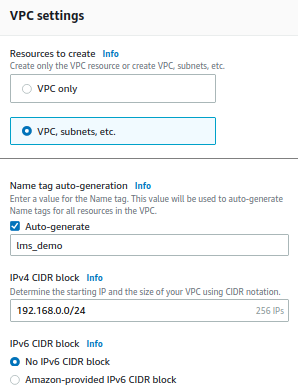 VPC settings
Resources to create Info
Create only the VPC resource or create VPC, subnets, etc.
VPC only
VPC, subnets, etc.
Name tag auto-generation Info
Enter a value for the Name tag. This value will be used to auto-generate
Name tags for all resources in the VPC.
Auto-generate
lms_demo
IPv4 CIDR block Info
Determine the starting IP and the size of your VPC using CIDR notation.
192.168.0.0/24 256 IPs
IPv6 CIDR block Info
No IPv6 CIDR block
Amazon-provided IPv6 CIDR block